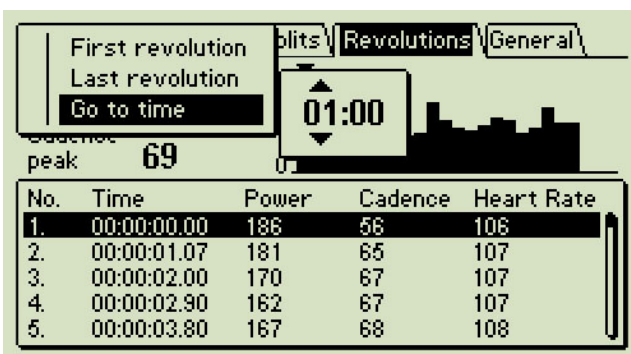 First revolution
Last revolution
Go to time
plits
Revolutions
General
01:00
peak 69
0
No. Time Power Cadence Heart Rate
1. 00:00:00.00 186 56 106
2. 00:00:01.07 181 65 107
3. 00:00:02.00 170 67 107
4. 00:00:02.90 162 67 107
5. 00:00:03.80 167 68 108